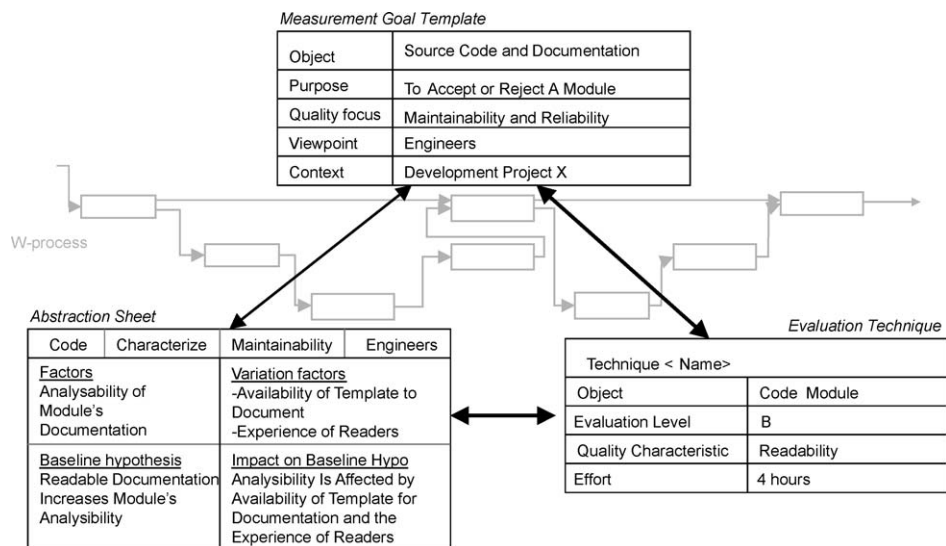 Measurement Goal Template
Object Source Code and Documentation
Purpose To Accept or Reject A Module
Quality focus Maintainability and Reliability
Viewpoint Engineers
Context Development Project X
W-process
Abstraction Sheet
Code Characterize Maintainability Engineers
Factors
Analysability of
Module's
Documentation
Variation factors
-Availability of Template to
Document
-Experience of Readers
Baseline hypothesis
Readable Documentation
Increases Module's
Analysibility
Impact on Baseline Hypo
Analysibility Is Affected by
Availability of Template for
Documentation and the
Experience of Readers
Evaluation Technique
Technique < Name>
Object Code Module
Evaluation Level B
Quality Characteristic Readability
Effort 4 hours